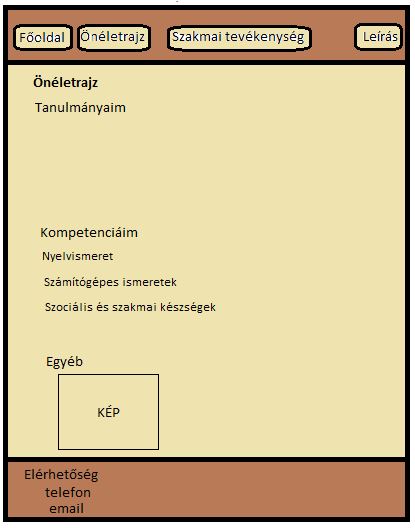 Főoldal Önéletrajz Szakmai tevékenység Leírás
Önéletrajz
Tanulmányaim
Kompetenciáim
Nyelvismeret
Számítógépes ismeretek
Szociális és szakmai készségek
Egyéb
KÉP
Elérhetőség
telefon
email